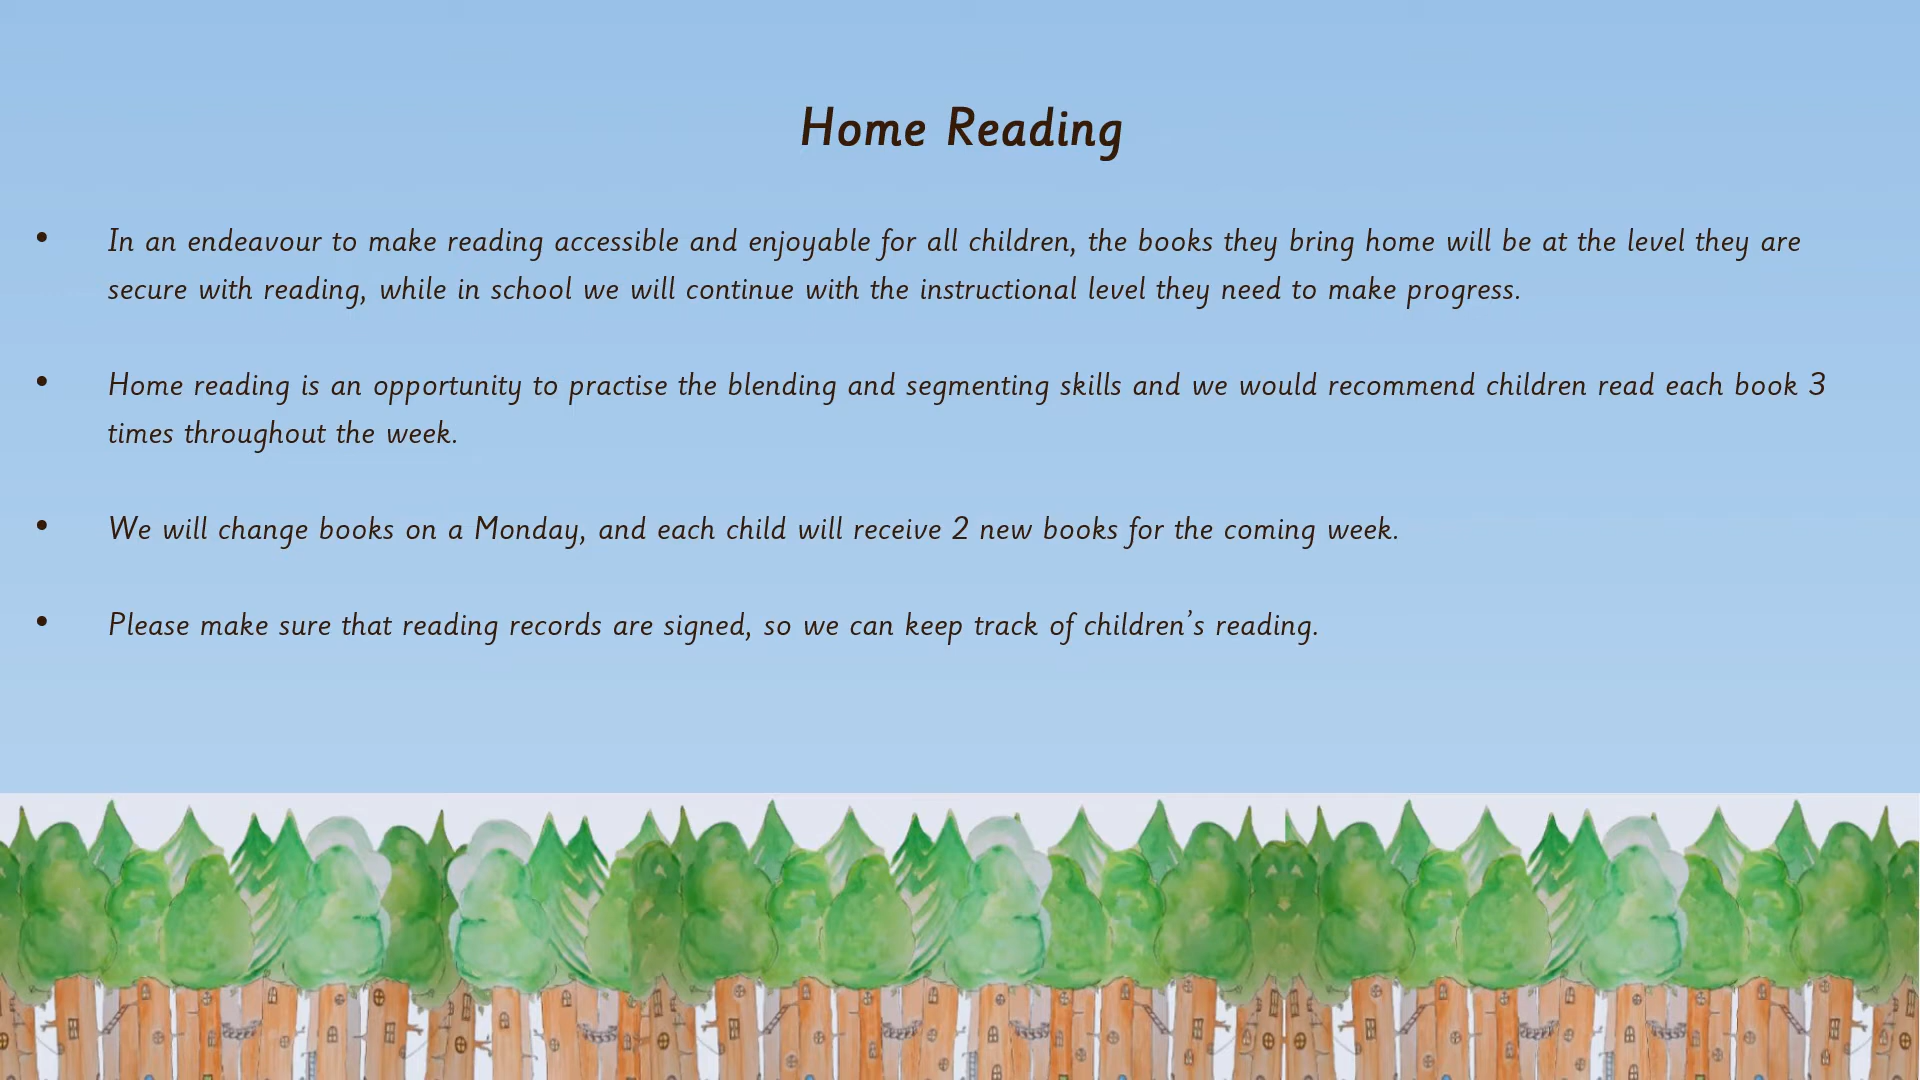 Home Reading
• In an endeavour to make reading accessible and enjoyable for all children, the books they bring home will be at the level they are
secure with reading, while in school we will continue with the instructional level they need to make progress.
• Home reading is an opportunity to practise the blending and segmenting skills and we would recommend children read each book 3
times throughout the week.
• We will change books on a Monday, and each child will receive 2 new books for the coming week.
• Please make sure that reading records are signed, so we can keep track of children’s reading.